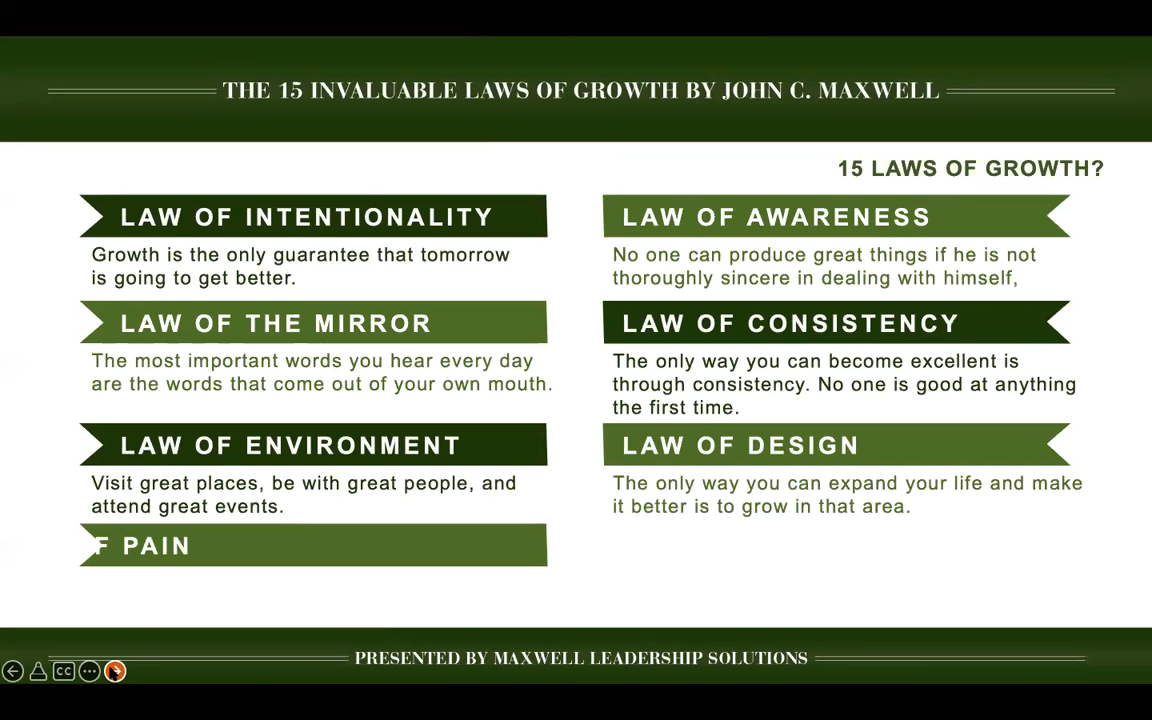 THE 15 INVALUABLE LAWS OF GROWTH BY JOHN C. MAXWELL
15 LAWS OF GROWTH?
LAW OF INTENTIONALITY
Growth is the only guarantee that tomorrow
is going to get better.
LAW OF AWARENESS
No one can produce great things if he is not
thoroughly sincere in dealing with himself,
LAW OF THE MIRROR
The most important words you hear every day
are the words that come out of your own mouth.
LAW OF CONSISTENCY
The only way you can become excellent is
through consistency. No one is good at anything
the first time.
LAW OF ENVIRONMENT
Visit great places, be with great people, and
attend great events.
LAW OF DESIGN
The only way you can expand your life and make
it better is to grow in that area.
F PAIN
PRESENTED BY MAXWELL LEADERSHIP SOLUTIONS
CC